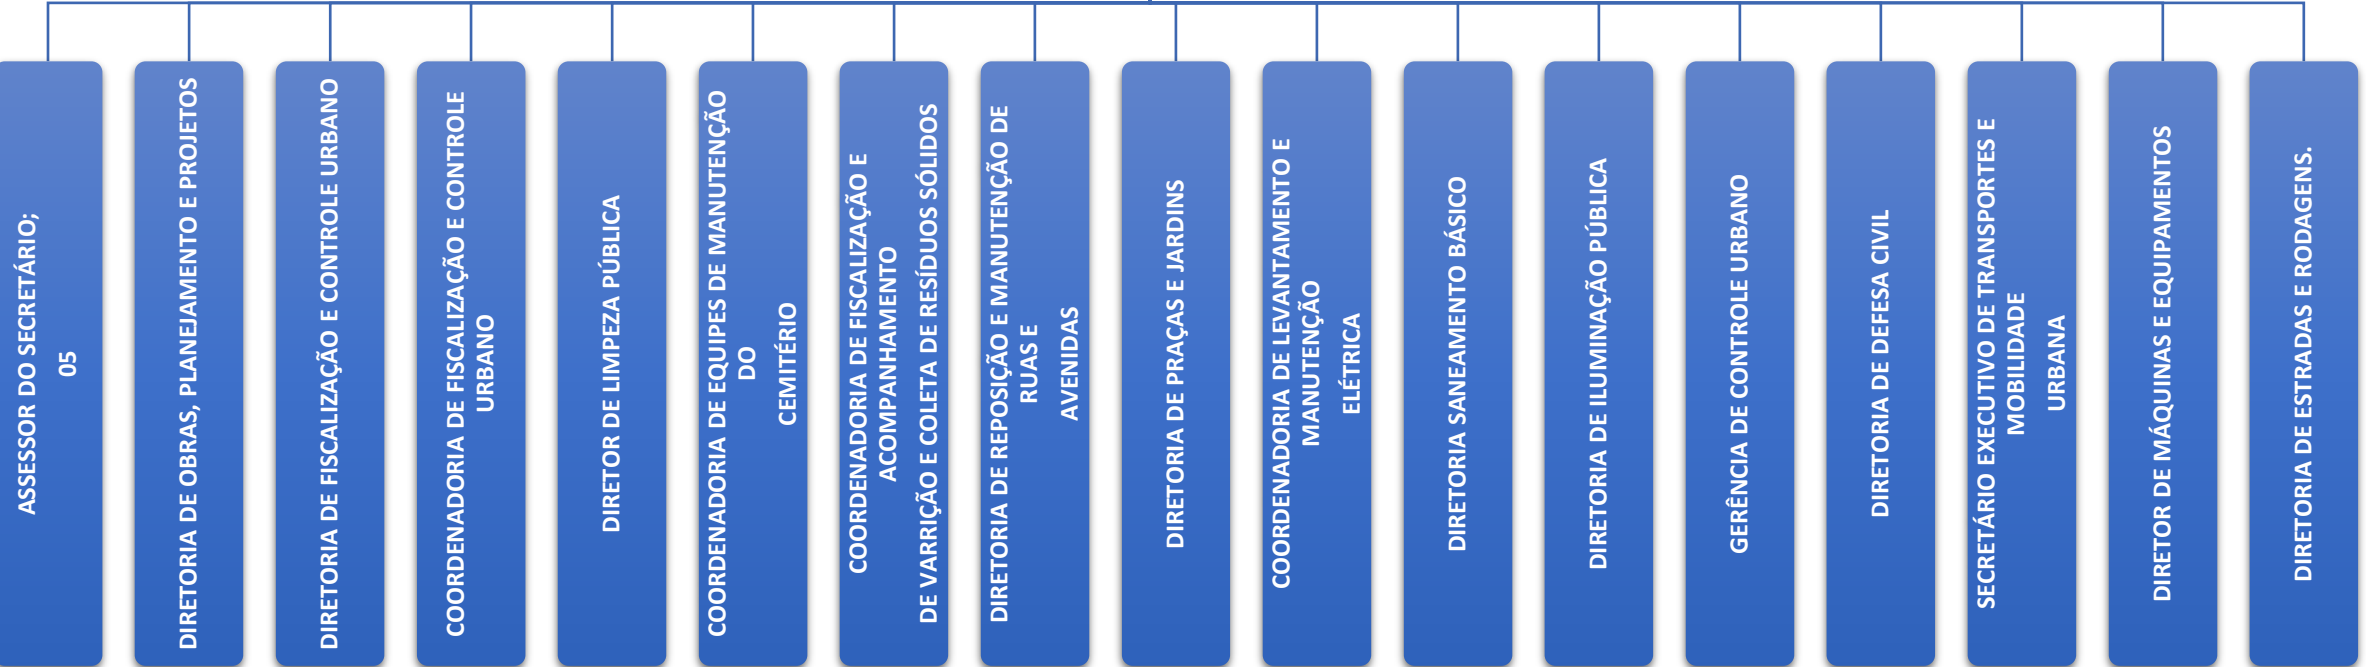 ASSESSOR DO SECRETÁRIO;
05
DIRETORIA DE OBRAS, PLANEJAMENTO E PROJETOS
DIRETORIA DE FISCALIZAÇÃO E CONTROLE URBANO
COORDENADORIA DE FISCALIZAÇÃO E CONTROLE
URBANO
DIRETOR DE LIMPEZA PÚBLICA
COORDENADORIA DE EQUIPES DE MANUTENÇÃO
DO
CEMITÉRIO
COORDENADORIA DE FISCALIZAÇÃO E
ACOMPANHAMENTO
DE VARRIÇÃO E COLETA DE RESÍDUOS SÓLIDOS
DIRETORIA DE REPOSIÇÃO E MANUTENÇÃO DE
RUAS E
AVENIDAS
DIRETORIA DE PRAÇAS E JARDINS
COORDENADORIA DE LEVANTAMENTO E
MANUTENÇÃO
ELÉTRICA
DIRETORIA SANEAMENTO BÁSICO
DIRETORIA DE ILUMINAÇÃO PÚBLICA
GERÊNCIA DE CONTROLE URBANO
DIRETORIA DE DEFESA CIVIL
SECRETÁRIO EXECUTIVO DE TRANSPORTES E
MOBILIDADE
URBANA
DIRETOR DE MÁQUINAS E EQUIPAMENTOS
DIRETORIA DE ESTRADAS E RODAGENS.